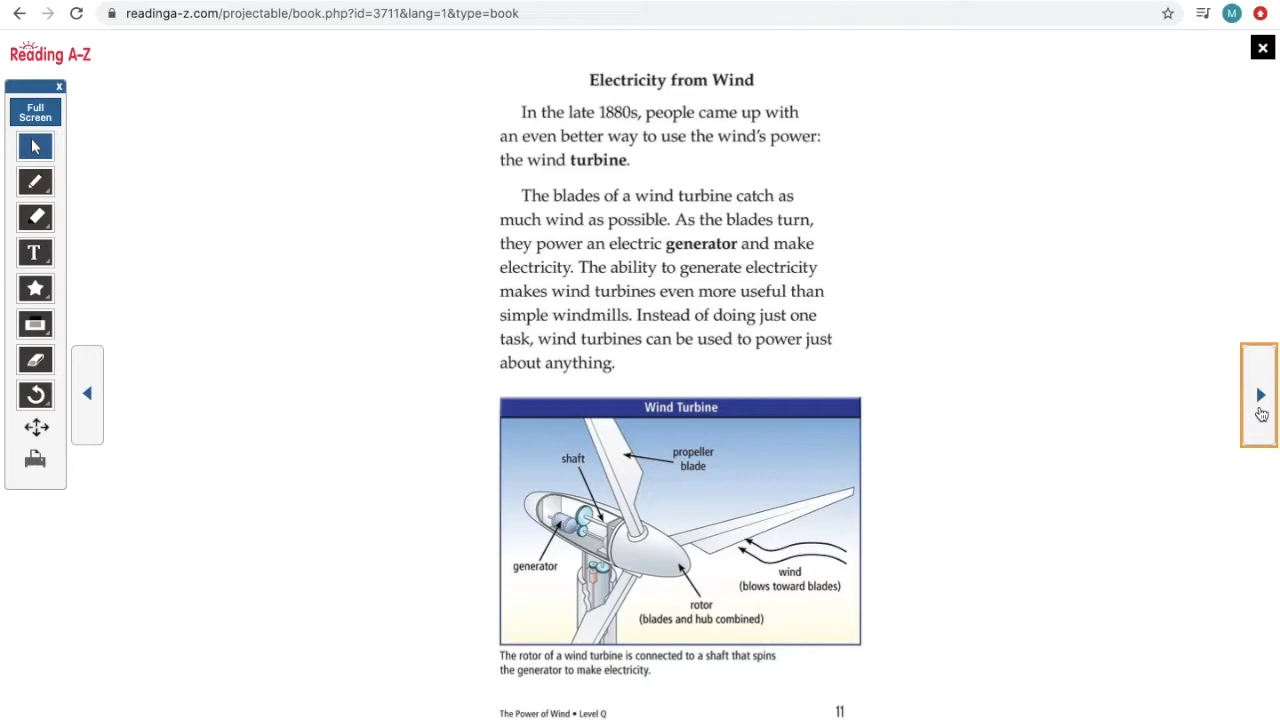 readinga-z.com/projectable/book.php?id=3711&lang=1&type=book
M
Reading A-Z
x
Full
Screen
T
Electricity from Wind
In the late 1880s, people came up with
an even better way to use the wind's power:
the wind turbine.
The blades of a wind turbine catch as
much wind as possible. As the blades turn,
they power an electric generator and make
electricity. The ability to generate electricity
makes wind turbines even more useful than
simple windmills. Instead of doing just one
task, wind turbines can be used to power just
about anything.
Wind Turbine
shaft
propeller
blade
generator
wind
(blows toward blades)
rotor
(blades and hub combined)
The rotor of a wind turbine is connected to a shaft that spins
the generator to make electricity.
The Power of Wind • Level Q
11